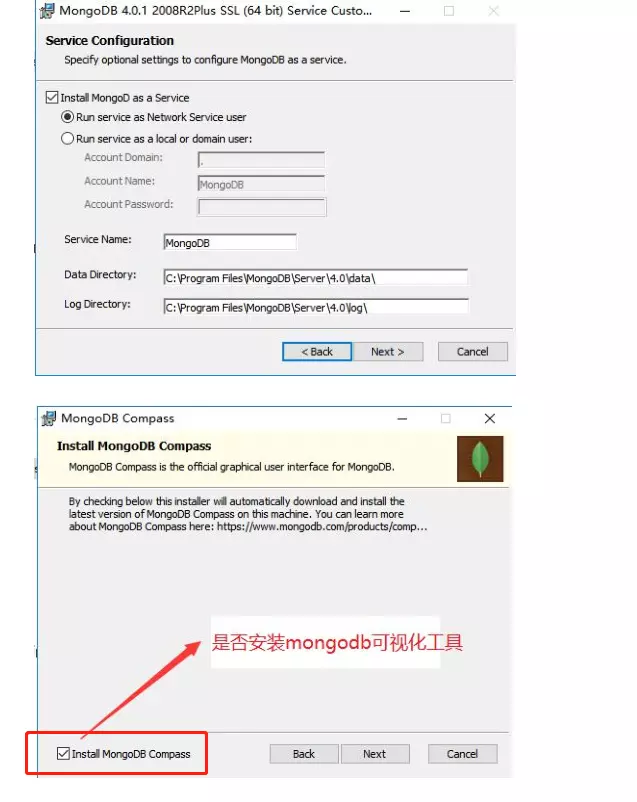 MongoDB 4.0.1 2008R2Plus SSL (64 bit) Service Custo...
Service Configuration
Specify optional settings to configure MongoDB as a service.
Install MongoD as a Service
Run service as Network Service user
Run service as a local or domain user:
Account Domain:
.
Account Name:
MongoDB
Account Password:
Service Name:
MongoDB
Data Directory:
C:\Program Files\MongoDB\Server\4.0\data\
Log Directory:
C:\Program Files\MongoDB\Server\4.0\log\
< Back
Next >
Cancel
MongoDB Compass
Install MongoDB Compass
MongoDB Compass is the official graphical user interface for MongoDB.
By checking below this installer will automatically download and install the
latest version of MongoDB Compass on this machine. You can learn more
about MongoDB Compass here: https://www.mongodb.com/products/comp...
是否安装mongodb可视化工具
Install MongoDB Compass
Back
Next
Cancel